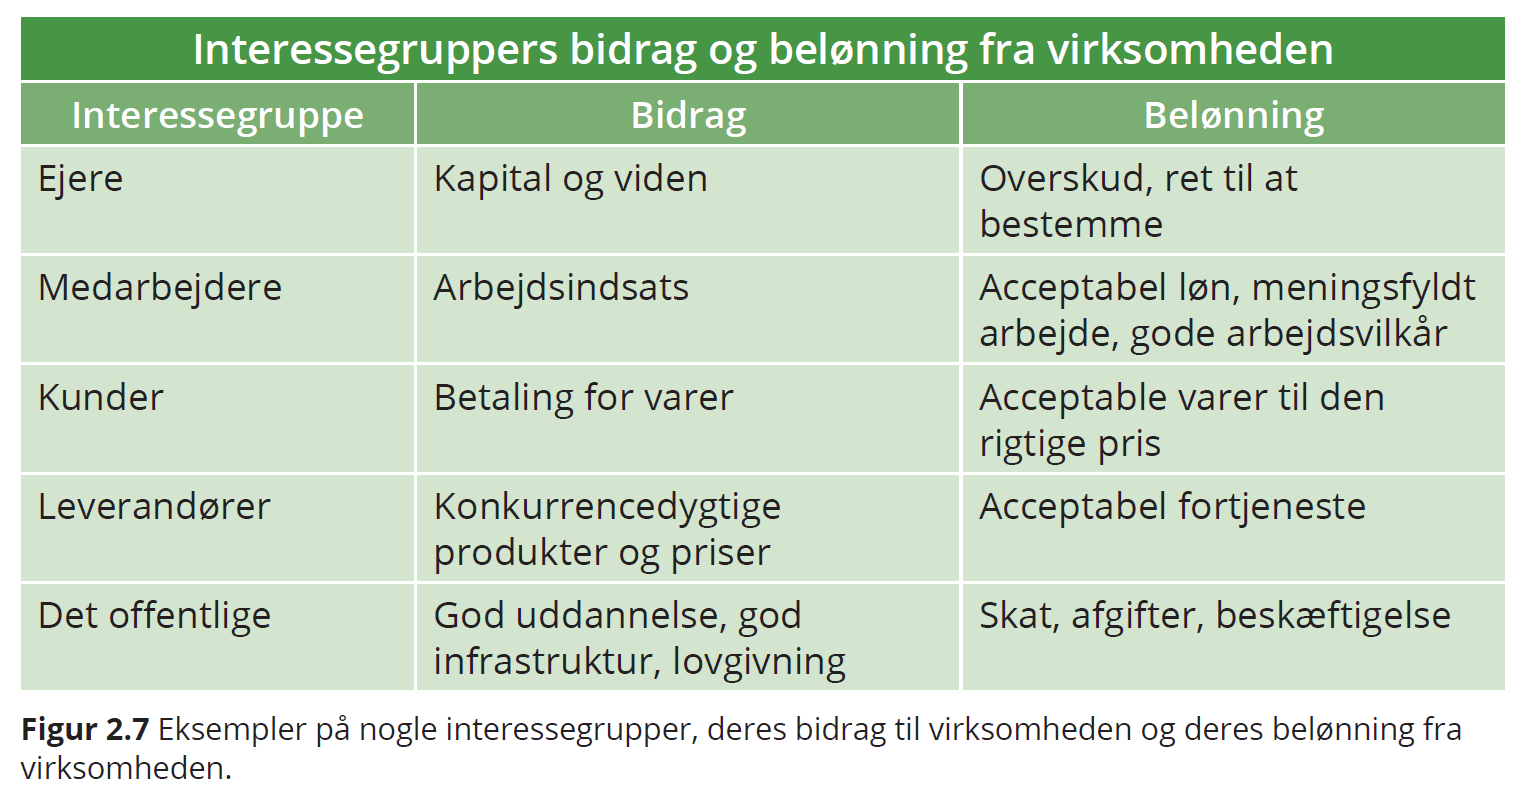 Interessegruppers bidrag og belønning fra virksomheden
Interessegruppe Bidrag Belønning
Ejere Kapital og viden Overskud, ret til at
bestemme
Medarbejdere Arbejdsindsats Acceptabel løn, meningsfyldt
arbejde, gode arbejdsvilkår
Kunder Betaling for varer Acceptable varer til den
rigtige pris
Leverandører Konkurrencedygtige Acceptabel fortjeneste
produkter og priser
Det offentlige God uddannelse, god Skat, afgifter, beskæftigelse
infrastruktur, lovgivning
Figur 2.7 Eksempler på nogle interessegrupper, deres bidrag til virksomheden og deres belønning fra
virksomheden.